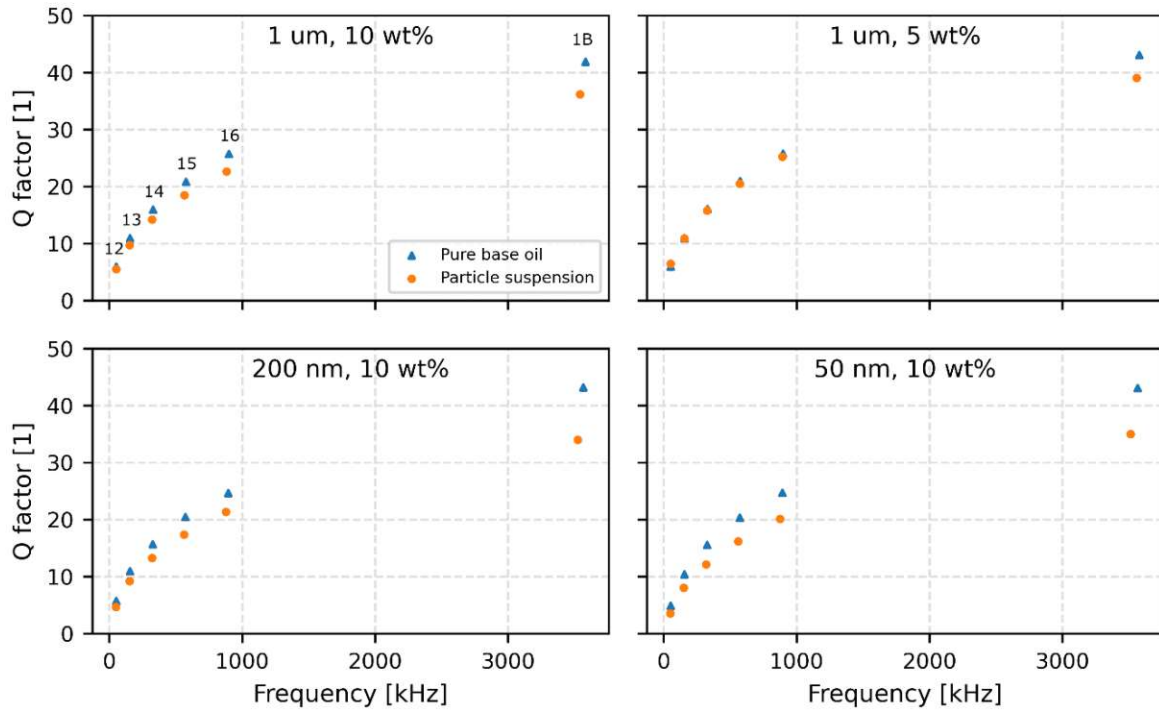 1 um, 10 wt%
1 um, 5 wt%
50
40
30
20
10
0
Q factor [1]
12
13
14
15
16
1B
Pure base oil
Particle suspension
200 nm, 10 wt%
50 nm, 10 wt%
50
40
30
20
10
0
Q factor [1]
0
1000
2000
3000
Frequency [kHz]
0
1000
2000
3000
Frequency [kHz]